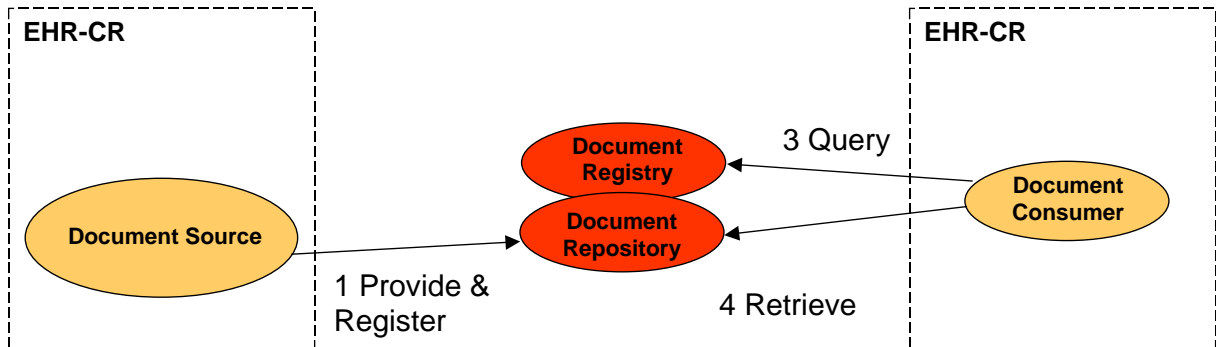 EHR-CR
EHR-CR
Document
Registry
3 Query
Document
Consumer
Document Source
Document
Repository
1 Provide &
Register
4 Retrieve